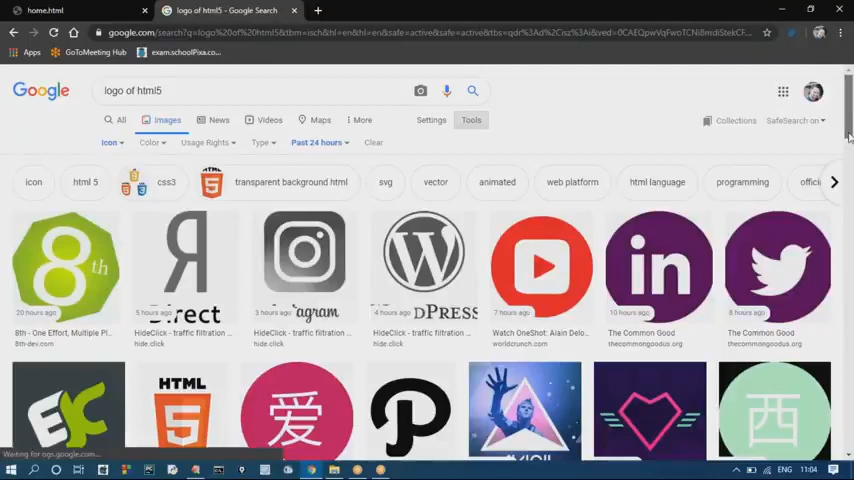 home.html
logo of html5 - Google Search
google.com/search?q=logo%20of%20html5&tbm=isch&hl=en&hl=en&safe=active&safe=active&tbs=qdr%3Ad%2Cisz%3Ai&ved=0CAEQpwVqFwoTCNi8mdiStekCF...
Apps
GoToMeeting Hub
exam.schoolPixa.co...
Google
logo of html5
All
Images
News
Videos
Maps
More
Settings
Tools
Collections
SafeSearch on
Icon
Color
Usage Rights
Type
Past 24 hours
Clear
icon
html 5
css3
transparent background html
svg
vector
animated
web platform
html language
programming
offici
8th
Я
Direct
in
20 hours ago
5 hours ago
3 hours ago
4 hours ago
7 hours ago
10 hours ago
8 hours ago
8th - One Effort, Multiple Pl...
HideClick - traffic filtration ...
HideClick - traffic filtration ...
HideClick - traffic filtration ...
Watch OneShot: Alain Delo...
The Common Good
The Common Good
8th-dev.com
hide.click
hide.click
hide.click
worldcrunch.com
thecommongoodus.org
thecommongoodus.org
HTML
5
爱
西
Waiting for ogs.google.com...
ENG
11:04